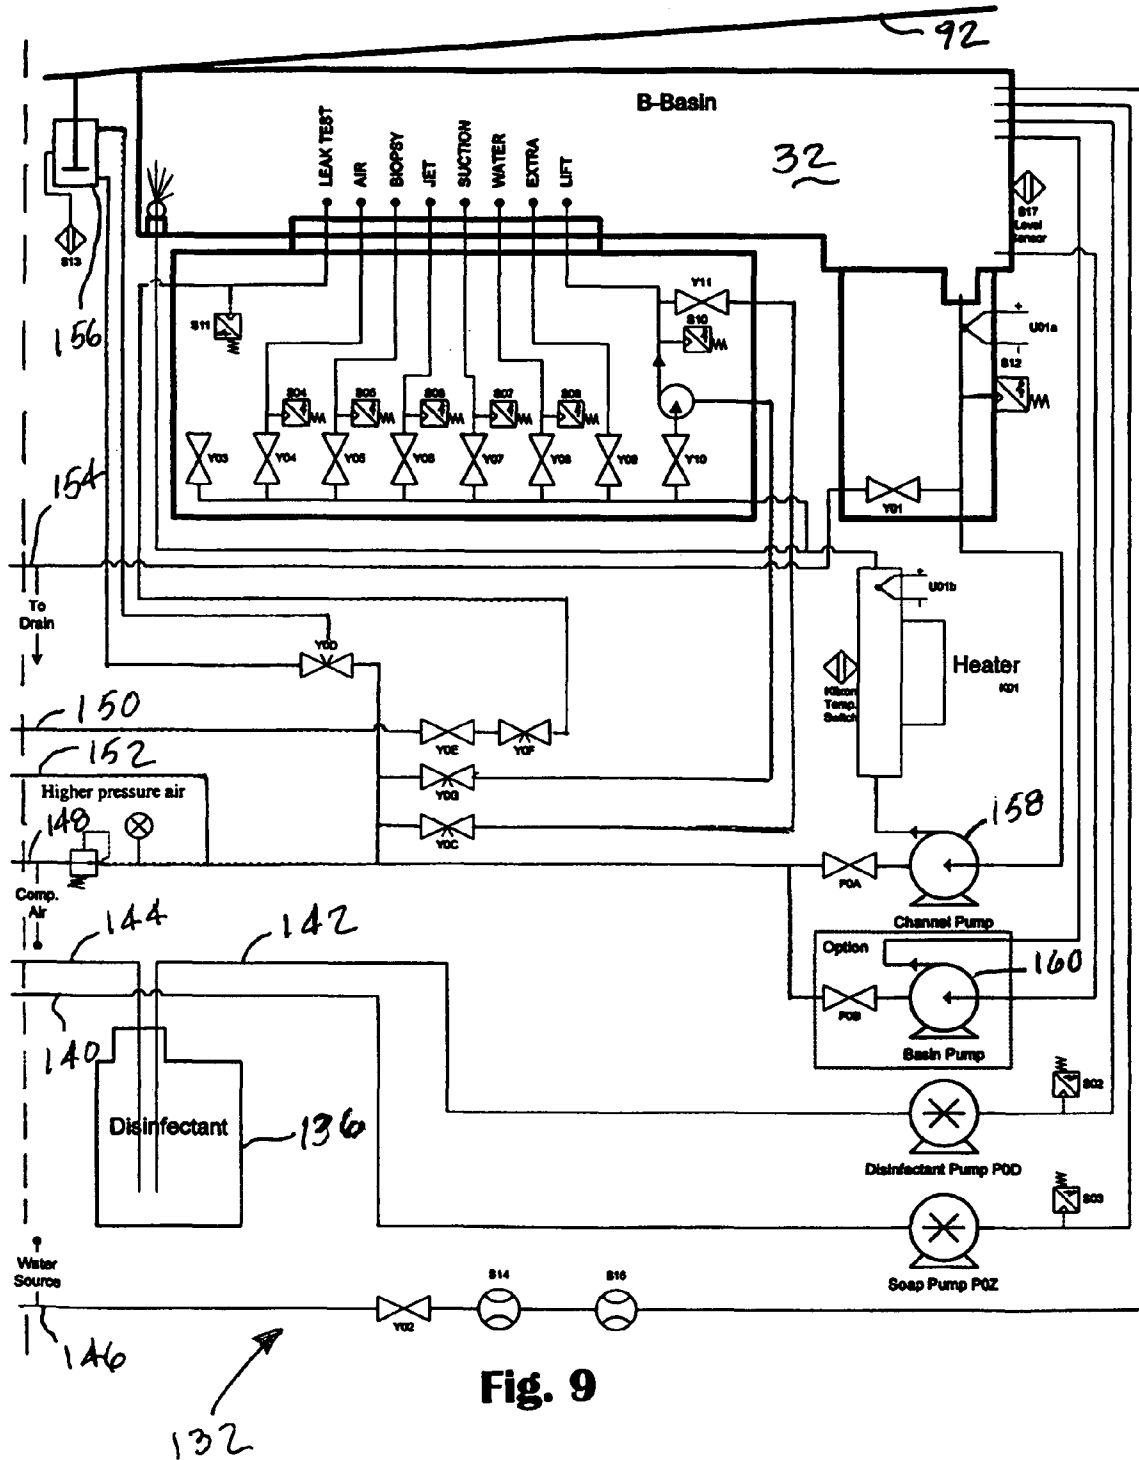 92
B-Basin
32
LEAK TEST
AIR
BIOPSY
JET
SUCTION
WATER
EXTRA
LIFT
S17
Level
Sensor
S13
156
Y11
S11
S10
U01a
+
-
S12
S04
S05
S06
S07
S08
Y03
Y04
Y05
Y06
Y07
Y08
Y09
Y10
Y01
154
To
Drain
+
-
U01b
Y0D
Heater
K01
Klixon
Temp.
Switch
150
Y0E
Y0F
152
Higher pressure air
Y0G
148
Y0C
158
Comp.
Air
P0A
Channel Pump
144
142
Option
160
P0B
Basin Pump
140
Disinfectant
136
S02
Disinfectant Pump P0D
S03
Soap Pump P0Z
Water
Source
S14
S16
Y02
146
Fig. 9
132